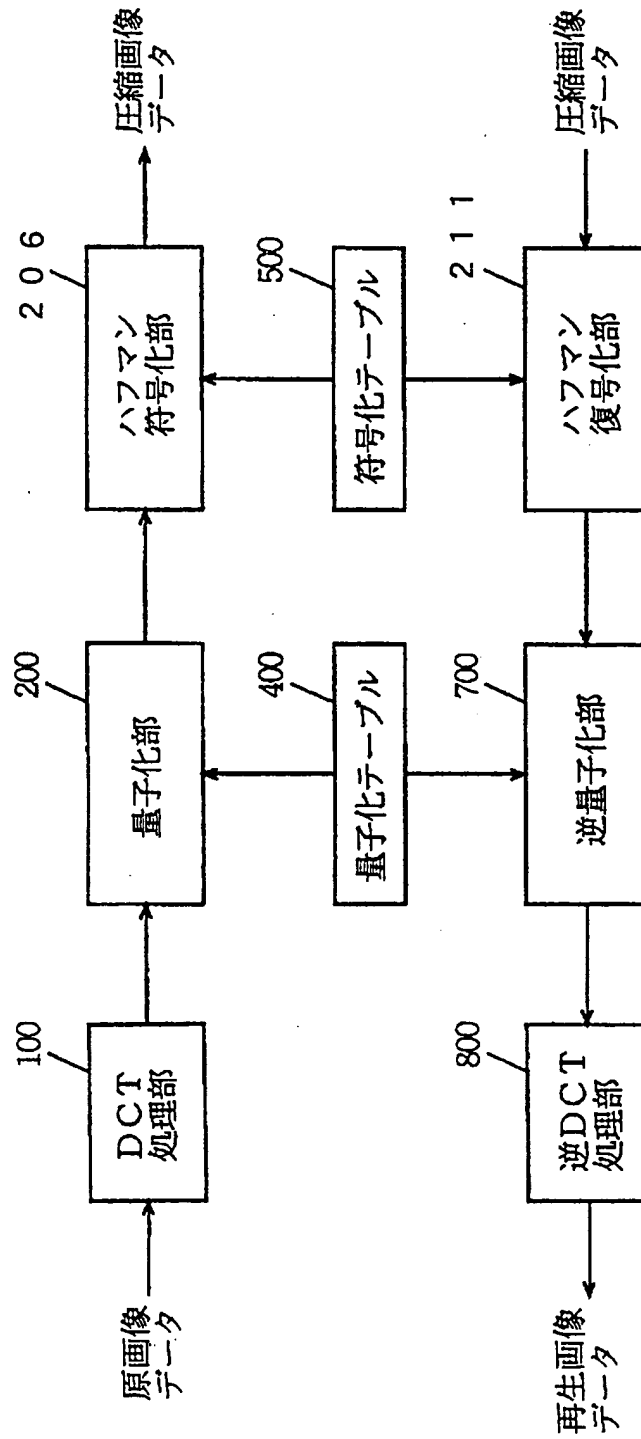 原画像
データ
100
DCT
処理部
200
量子化部
206
ハフマン
符号化部
圧縮画像
データ
400
量子化テーブル
500
符号化テーブル
再生画像
データ
800
逆DCT
処理部
700
逆量子化部
211
ハフマン
復号化部
圧縮画像
データ